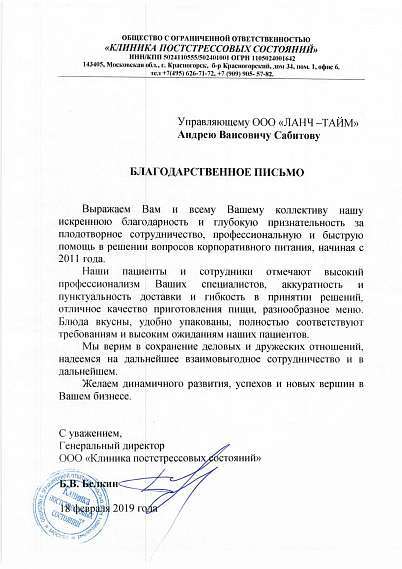 ОБЩЕСТВО С ОГРАНИЧЕННОЙ ОТВЕТСТВЕННОСТЬЮ
«КЛИНИКА ПОСТСТРЕССОВЫХ СОСТОЯНИЙ»
ИНН/КПП 5024110555/502401001 ОГРН 1105024001642
143405, Московская обл., г. Красногорск, б-р Красногорский, дом 34, пом. 1, офис 6.
тел +7(495) 626-71-72, +7 (909) 905- 57-82.
Управляющему ООО «ЛАНЧ –ТАЙМ»
Андрею Ваисовичу Сабитову
БЛАГОДАРСТВЕННОЕ ПИСЬМО
Выражаем Вам и всему Вашему коллективу нашу
искреннюю благодарность и глубокую признательность за
плодотворное сотрудничество, профессиональную и быструю
помощь в решении вопросов корпоративного питания, начиная с
2011 года.
Наши пациенты и сотрудники отмечают высокий
профессионализм Ваших специалистов, аккуратность и
пунктуальность доставки и гибкость в принятии решений,
отличное качество приготовления пищи, разнообразное меню.
Блюда вкусны, удобно упакованы, полностью соответствуют
требованиям и высоким ожиданиям наших пациентов.
Мы верим в сохранение деловых и дружеских отношений,
надеемся на дальнейшее взаимовыгодное сотрудничество и в
дальнейшем.
Желаем динамичного развития, успехов и новых вершин в
Вашем бизнесе.
С уважением,
Генеральный директор
ООО «Клиника постстрессовых состояний»
Б.В. Белкин
"Клиника
постстрессовых
состояний"
18 февраля 2019 года